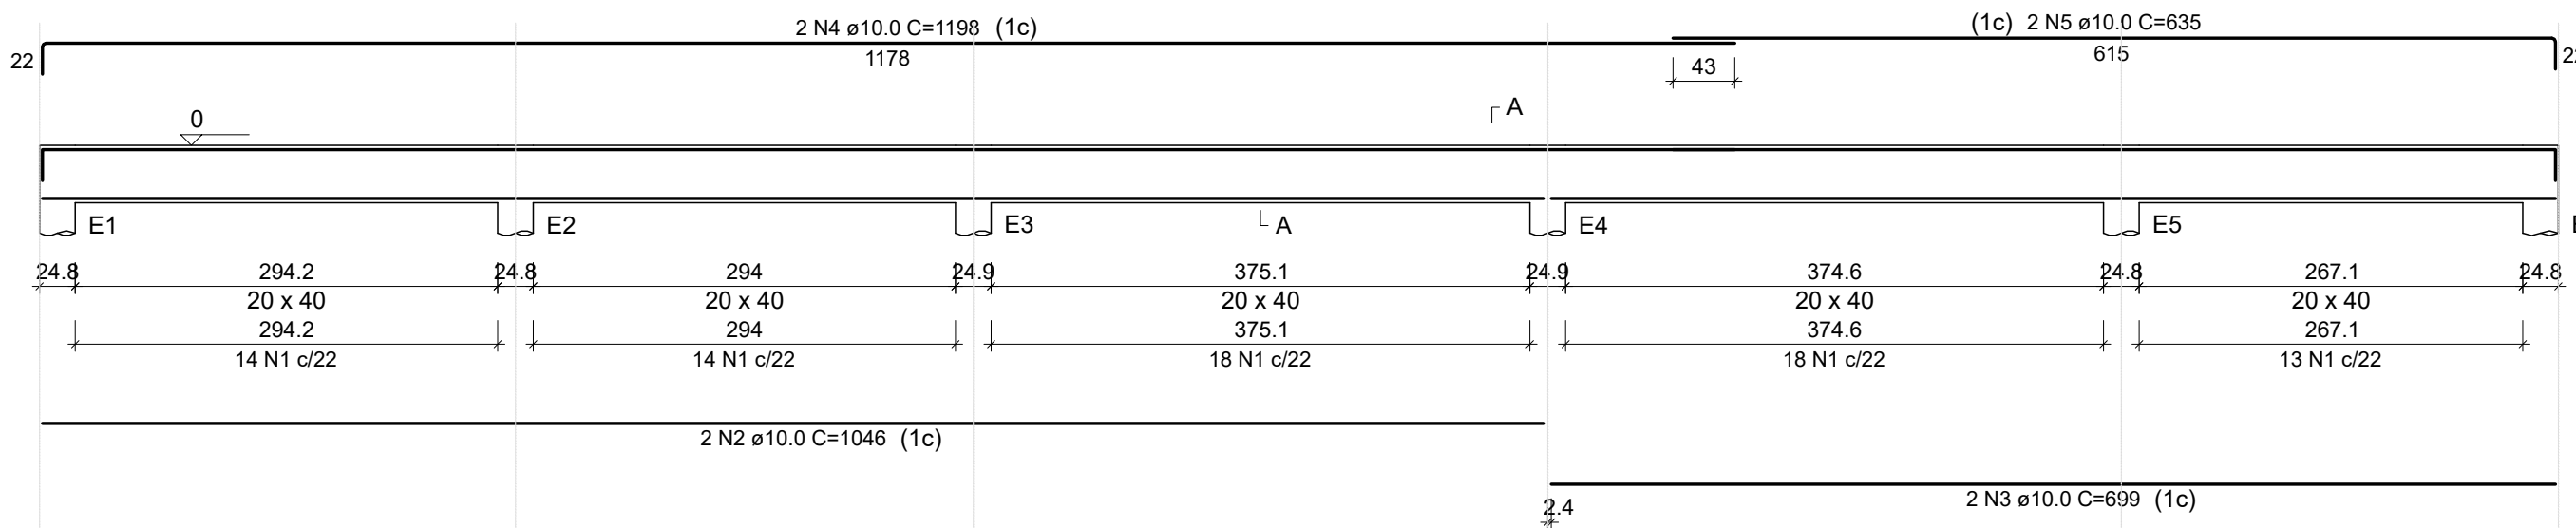 2 N4 ø10.0 C=1198 (1c)
(1c) 2 N5 ø10.0 C=635
22
1178
615
43
A
0
E1
E2
E3
A
E4
E5
24.8
294.2
24.8
294
24.9
375.1
24.9
374.6
24.8
267.1
24.8
20 x 40
20 x 40
20 x 40
20 x 40
20 x 40
294.2
294
375.1
374.6
267.1
14 N1 c/22
14 N1 c/22
18 N1 c/22
18 N1 c/22
13 N1 c/22
2 N2 ø10.0 C=1046 (1c)
2.4
2 N3 ø10.0 C=699 (1c)